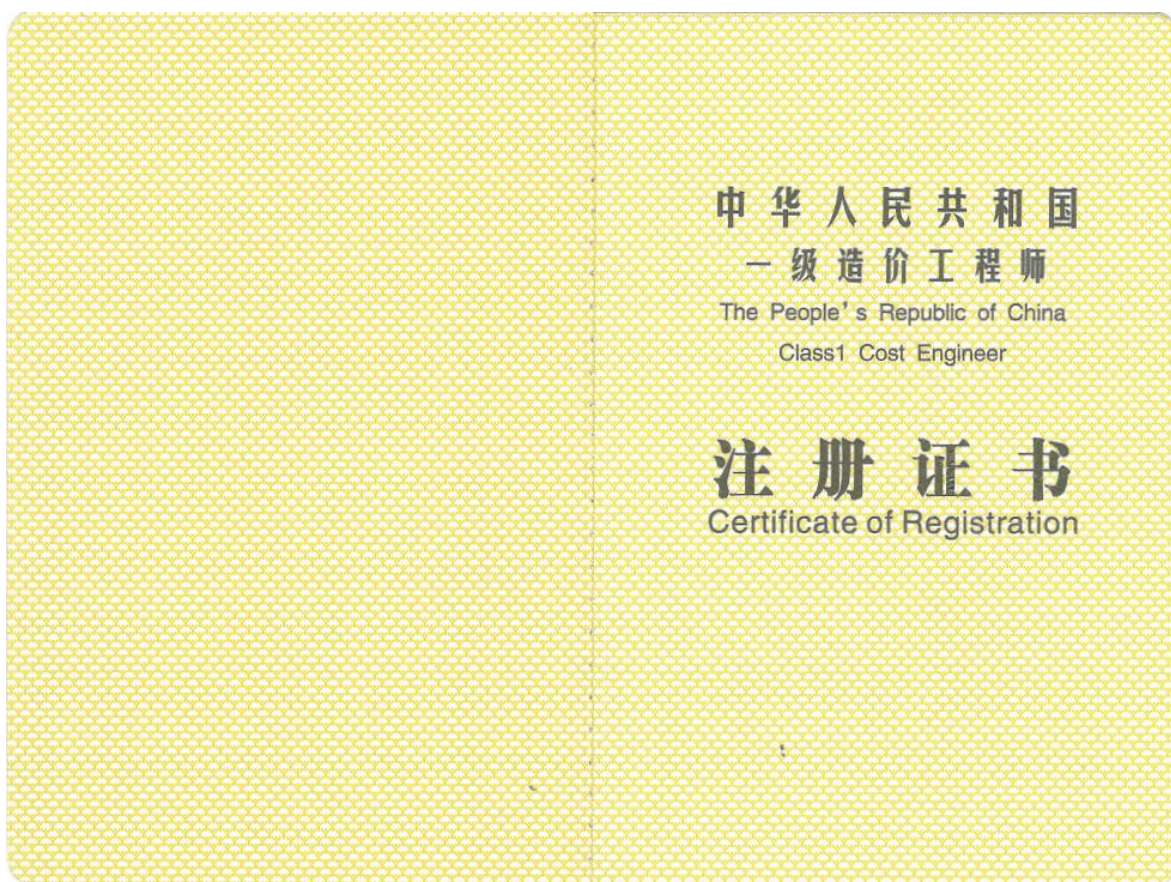 中华人民共和国
一级造价工程师
The People's Republic of China
Class1 Cost Engineer
注册证书
Certificate of Registration